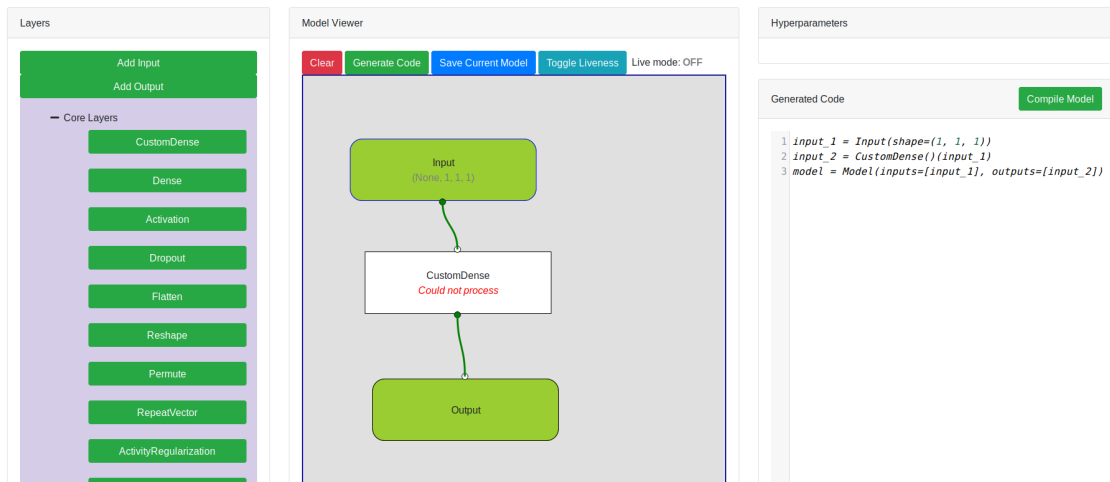 Layers
Add Input
Add Output
Core Layers
CustomDense
Dense
Activation
Dropout
Flatten
Reshape
Permute
RepeatVector
ActivityRegularization
Model Viewer
Clear Generate Code Save Current Model Toggle Liveness Live mode: OFF
Input
(None, 1, 1, 1)
CustomDense
Could not process
Output
Hyperparameters
Generated Code Compile Model
1 input_1 = Input(shape=(1, 1, 1))
2 input_2 = CustomDense()(input_1)
3 model = Model(inputs=[input_1], outputs=[input_2])